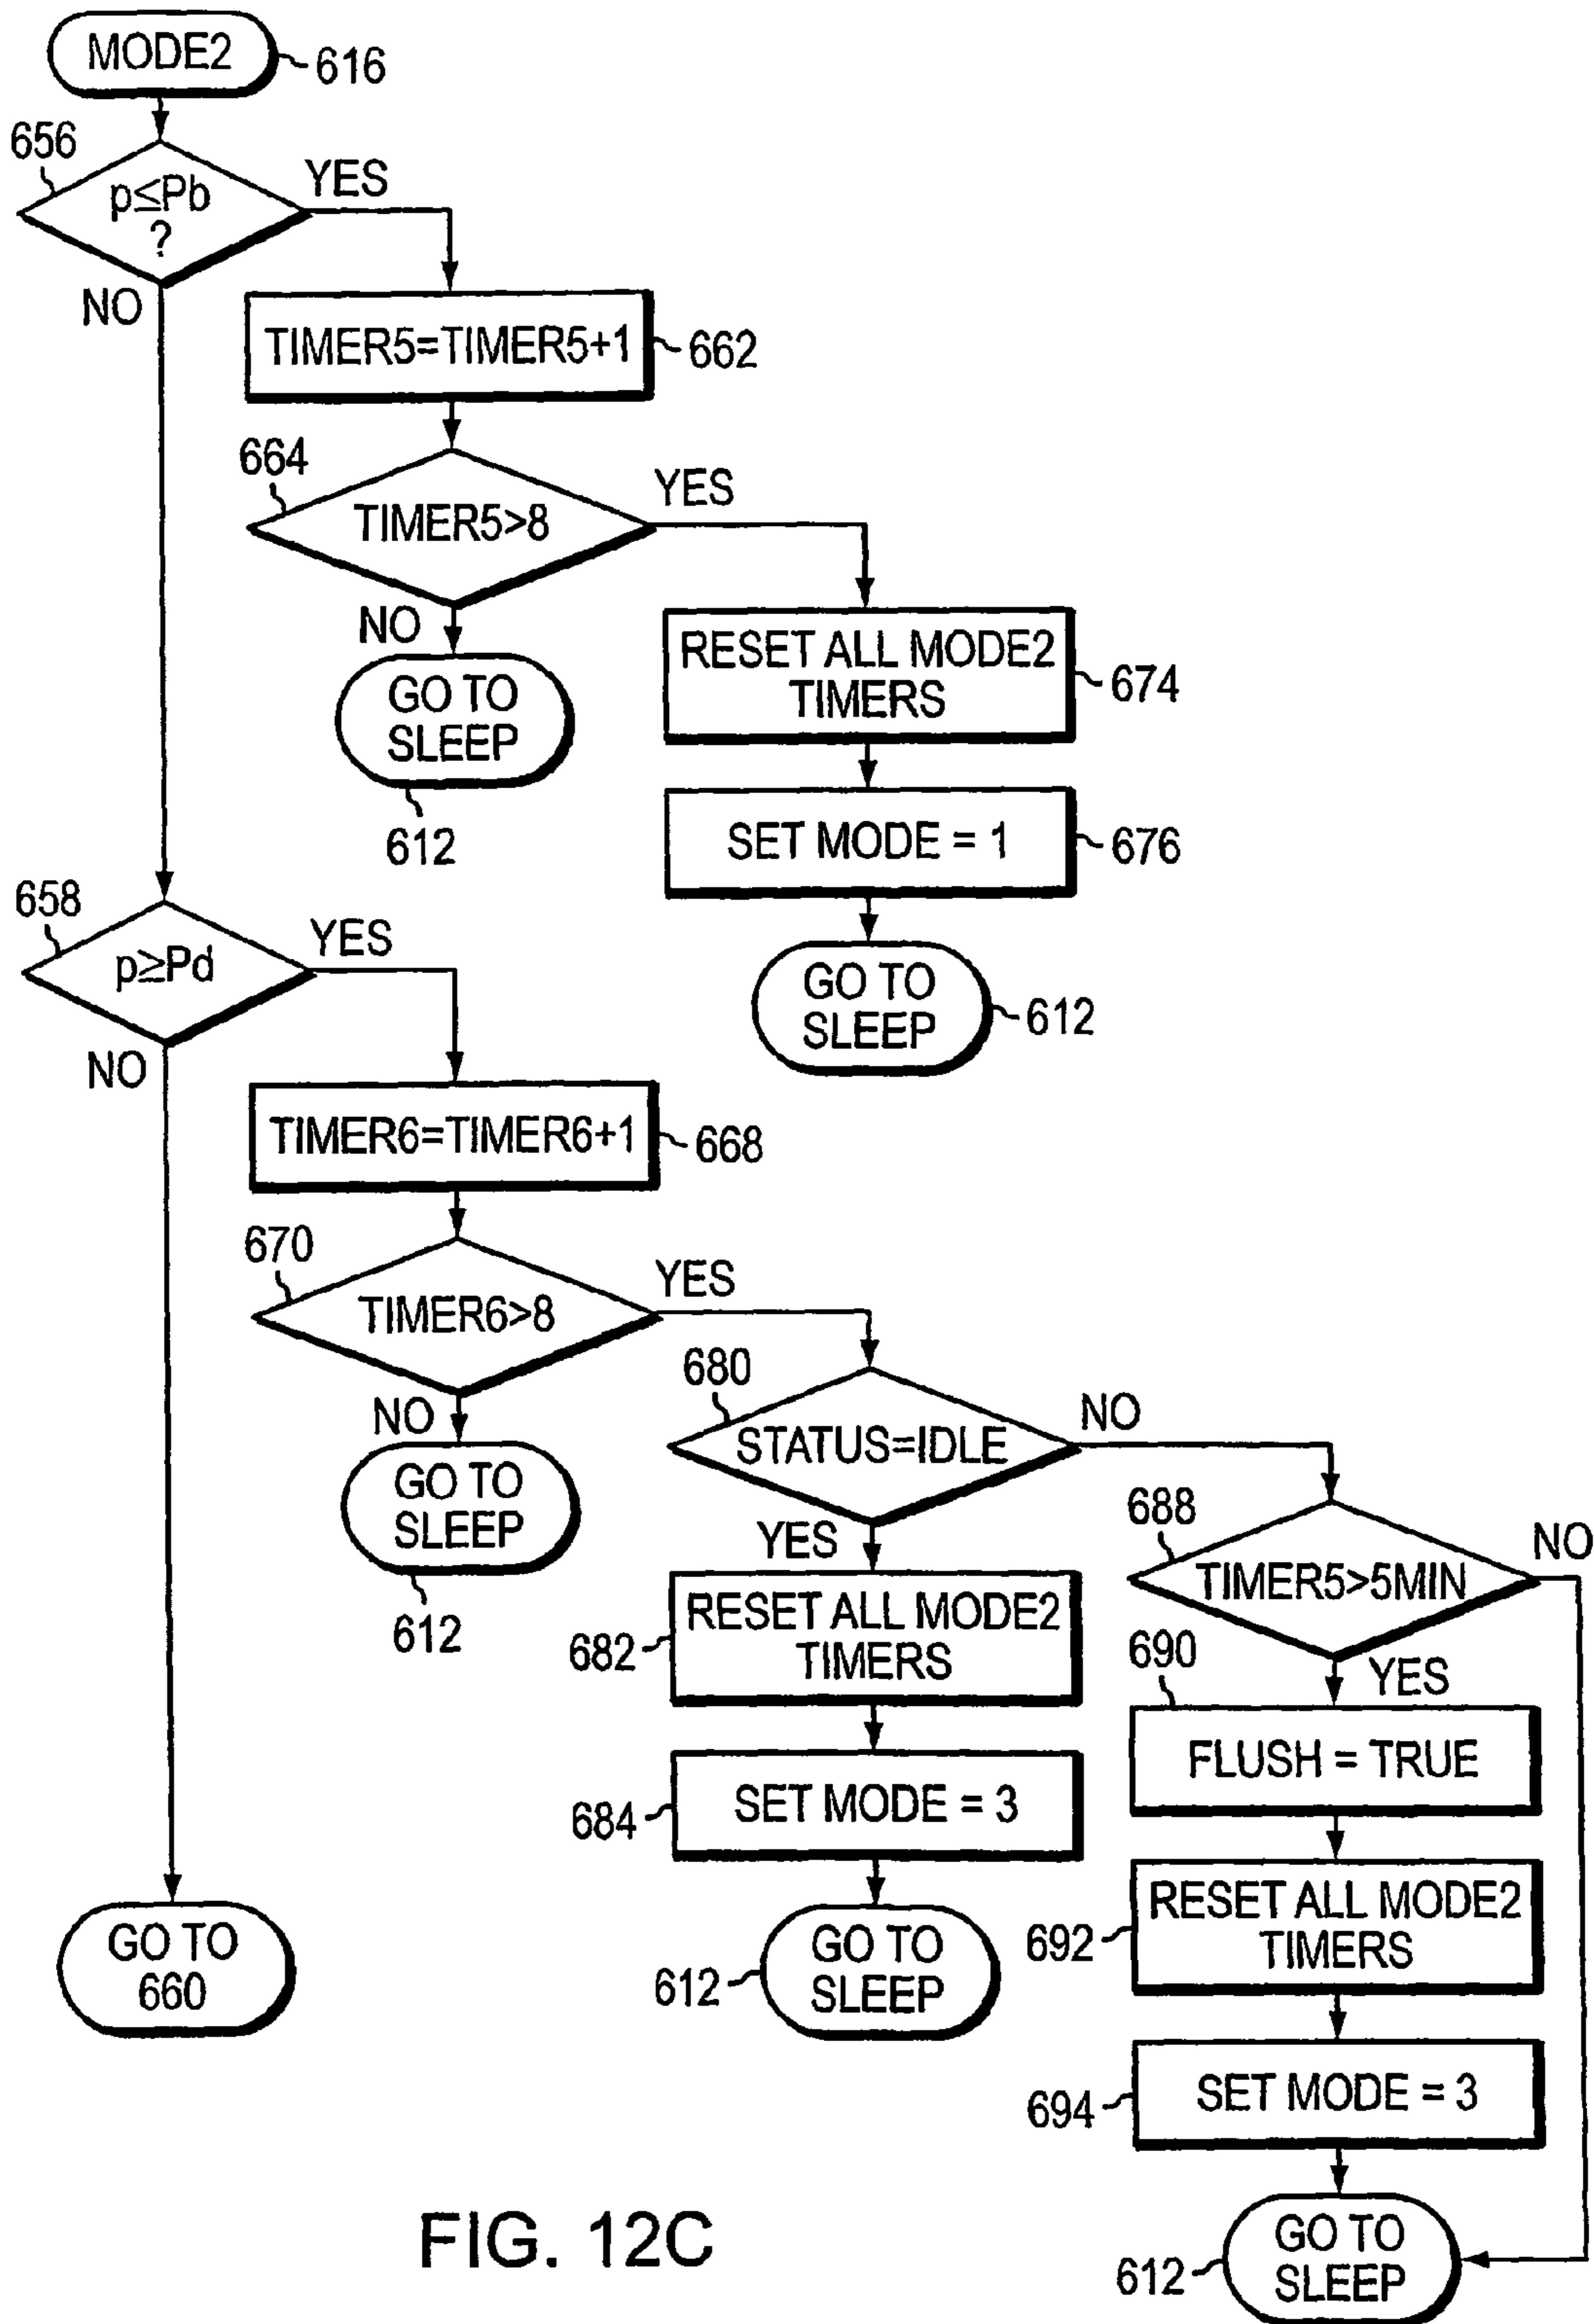 MODE2
616
656
p≤Pb
?
YES
NO
TIMER5=TIMER5+1
662
664
TIMER5>8
YES
NO
GO TO
SLEEP
612
RESET ALL MODE2
TIMERS
674
SET MODE = 1
676
GO TO
SLEEP
612
658
p≥Pd
YES
NO
TIMER6=TIMER6+1
668
670
TIMER6>8
YES
NO
GO TO
SLEEP
612
680
STATUS=IDLE
NO
YES
RESET ALL MODE2
TIMERS
682
SET MODE = 3
684
GO TO
SLEEP
612
688
TIMER5>5MIN
NO
YES
690
FLUSH = TRUE
RESET ALL MODE2
TIMERS
692
SET MODE = 3
694
GO TO
SLEEP
612
GO TO
660
FIG. 12C